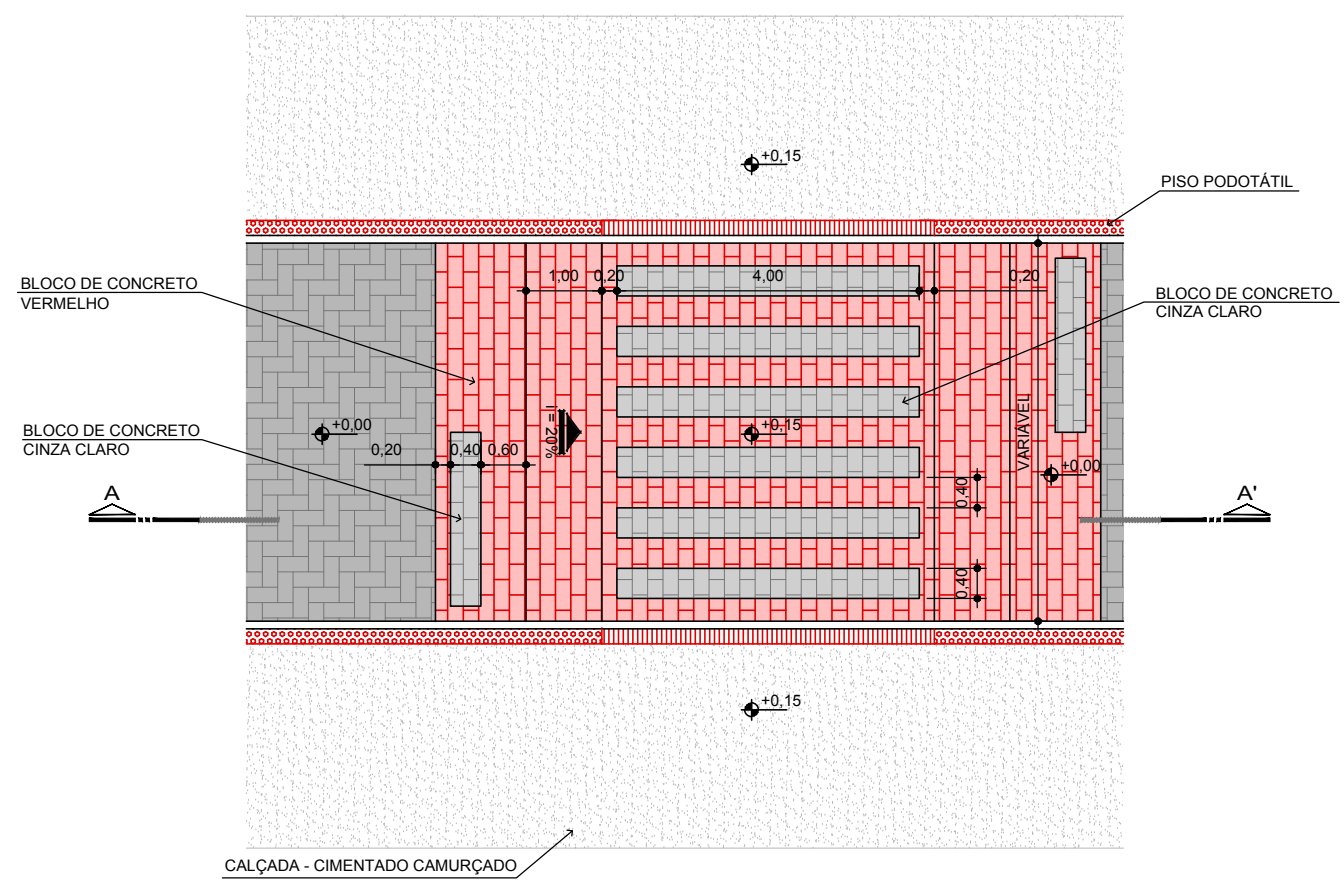 +0,15
PISO PODOTÁTIL
BLOCO DE CONCRETO
VERMELHO
1,00 0,20 4,00 0,20
BLOCO DE CONCRETO
CINZA CLARO
BLOCO DE CONCRETO
CINZA CLARO
+0,00
i = 20%
+0,15
VARIÁVEL
+0,00
0,20 0,40 0,60
0,40
A
A'
0,40
+0,15
CALÇADA - CIMENTADO CAMURÇADO